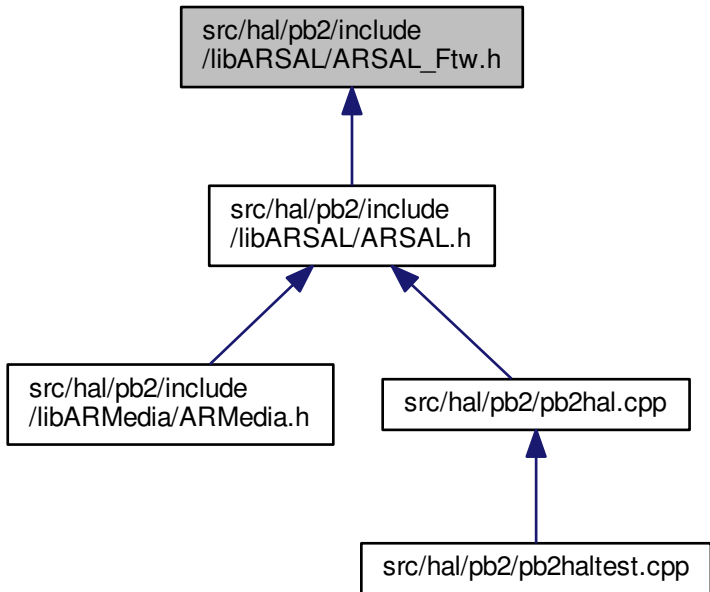 src/hal/pb2/include
/libARSAL/ARSAL_Ftw.h
src/hal/pb2/include
/libARSAL/ARSAL.h
src/hal/pb2/include
/libARMedia/ARMedia.h
src/hal/pb2/pb2hal.cpp
src/hal/pb2/pb2haltest.cpp